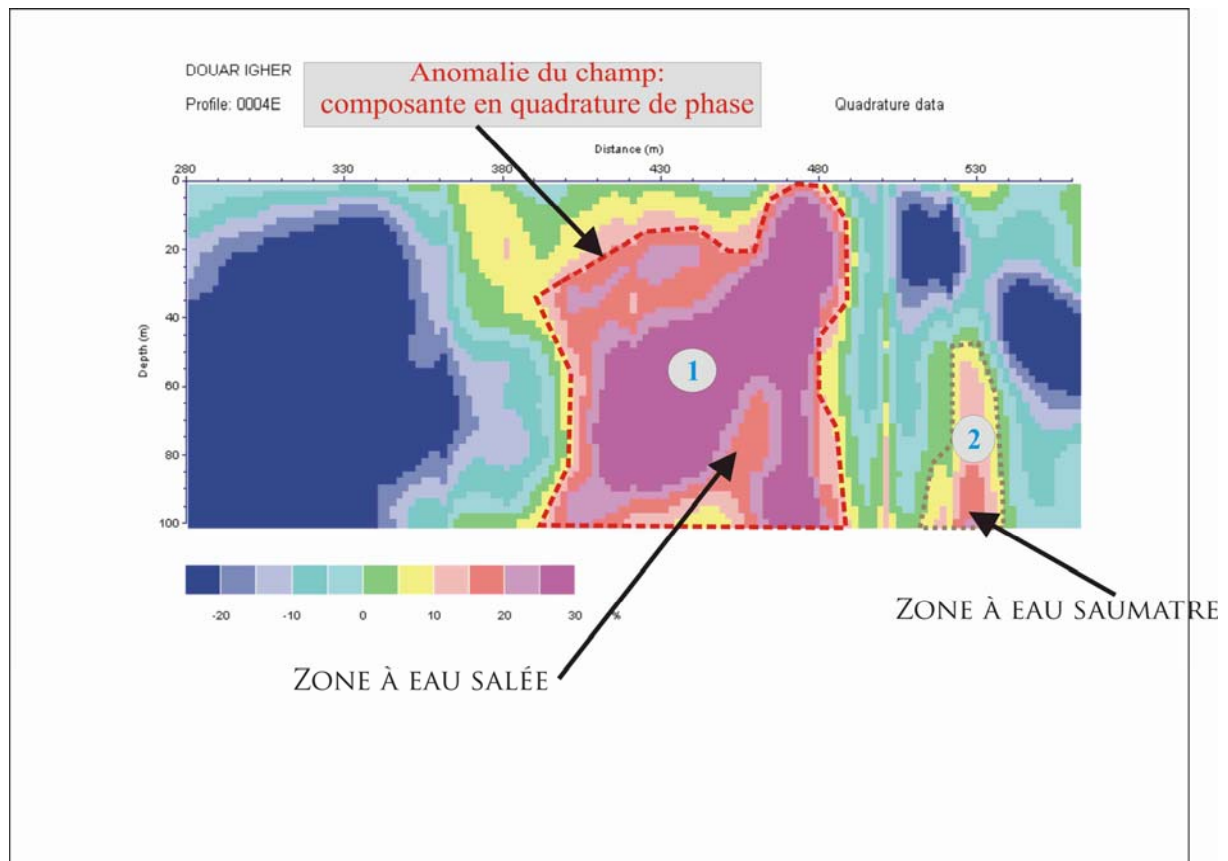 DOUAR IGHER
Anomalie du champ:
composante en quadrature de phase
Profile: 0004E
Quadrature data
Distance (m)
280 330 380 430 480 530
Depth (m)
0
20
40
60
80
100
1
2
-20 -10 0 10 20 30 %
ZONE À EAU SAUMATRE
ZONE À EAU SALÉE